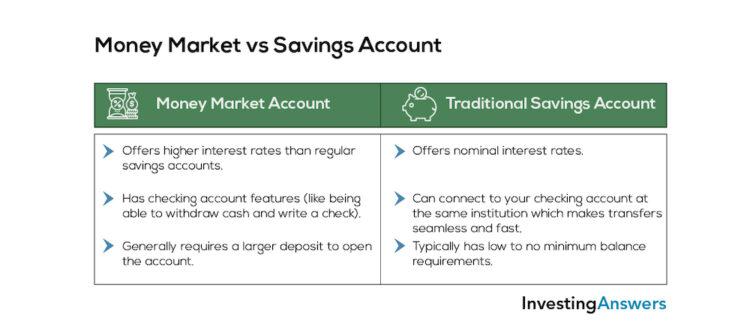 Money Market vs Savings Account
Money Market Account
Traditional Savings Account
Offers higher interest rates than regular
savings accounts.
Has checking account features (like being
able to withdraw cash and write a check).
Generally requires a larger deposit to open
the account.
Offers nominal interest rates.
Can connect to your checking account at
the same institution which makes transfers
seamless and fast.
Typically has low to no minimum balance
requirements.
InvestingAnswers